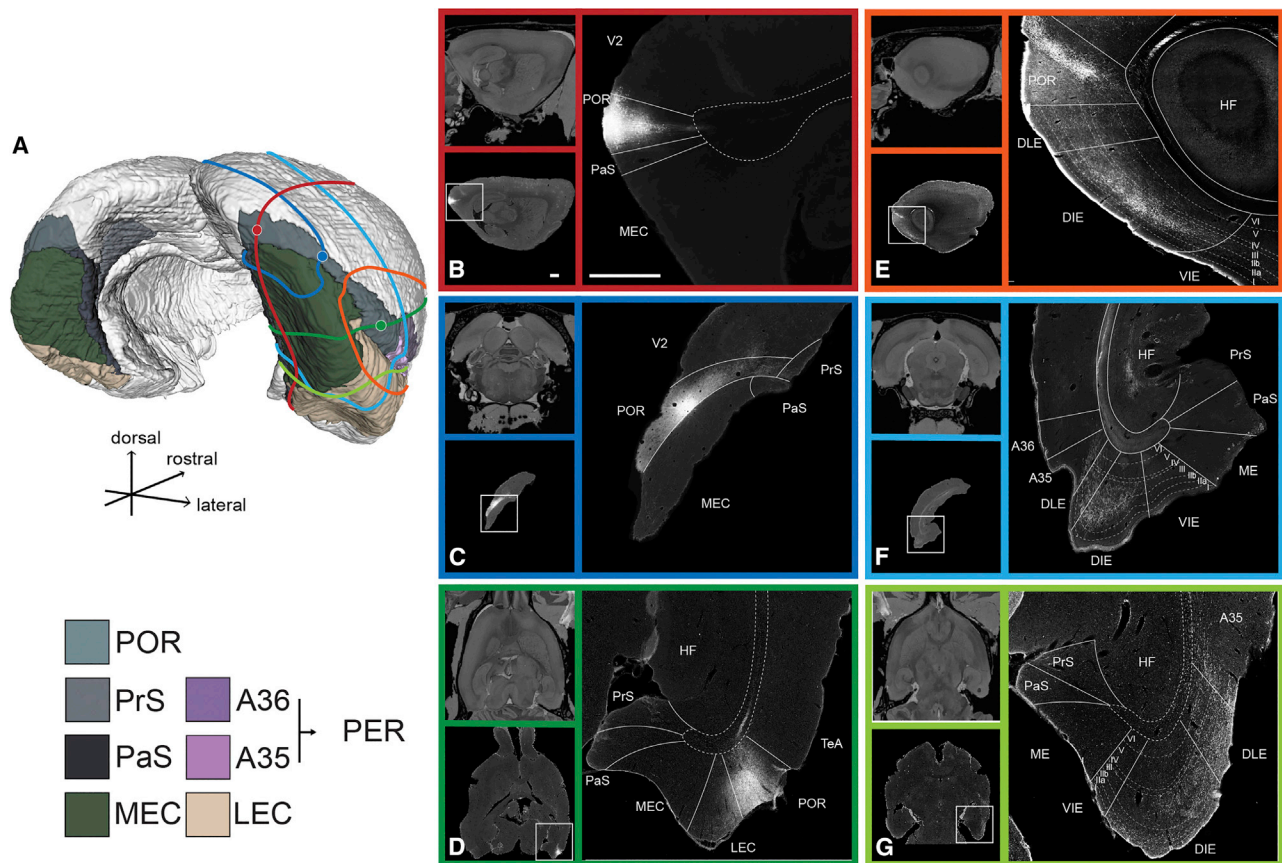 A
dorsal
rostral
lateral
POR
PrS
A36
PER
PaS
A35
MEC
LEC
V2
POR
PaS
MEC
B
V2
PrS
PaS
POR
MEC
C
HF
PrS
TeA
PaS
MEC
POR
LEC
D
POR
HF
DLE
DIE
VI
V
IV
III
IIb
IIa
I
VIE
E
HF
PrS
PaS
A36
A35
VI
V
IV
III
IIb
IIa
I
ME
DLE
VIE
DIE
F
A35
PrS
HF
PaS
VI
V
IV
III
IIb
IIa
ME
DLE
VIE
DIE
G